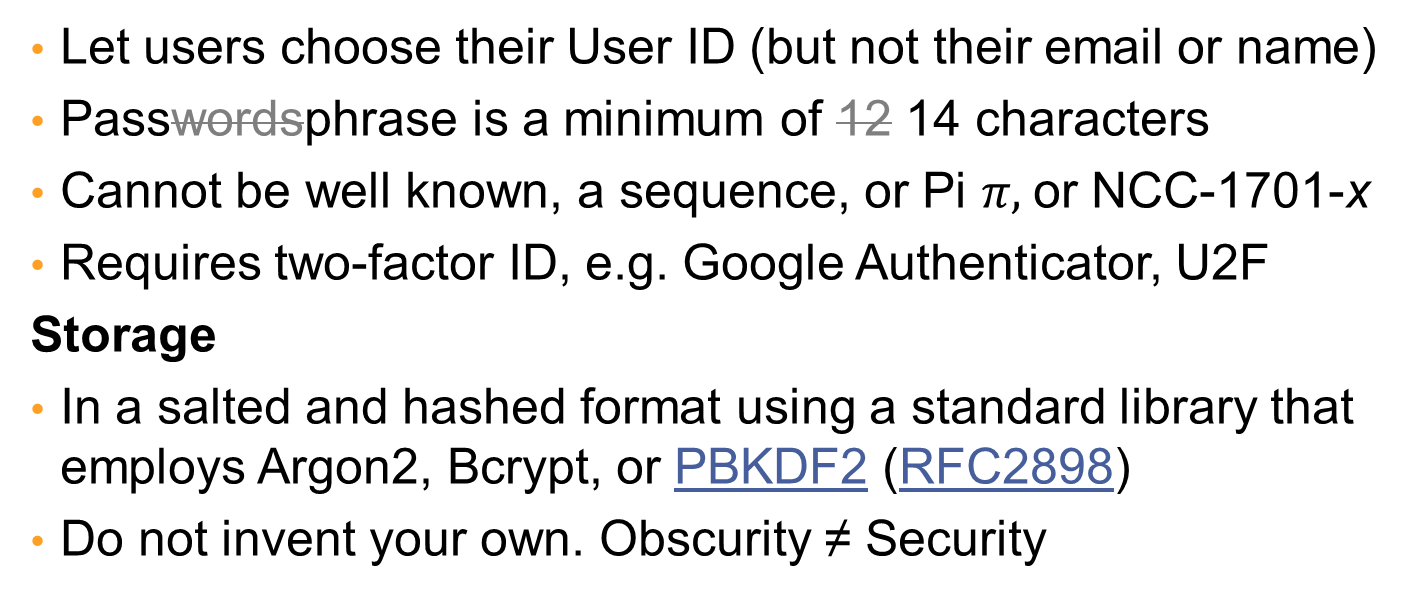 • Let users choose their User ID (but not their email or name)
• Passwordsphrase is a minimum of 12 14 characters
• Cannot be well known, a sequence, or Pi π, or NCC-1701-x
• Requires two-factor ID, e.g. Google Authenticator, U2F
Storage
• In a salted and hashed format using a standard library that
employs Argon2, Bcrypt, or PBKDF2 (RFC2898)
• Do not invent your own. Obscurity ≠ Security